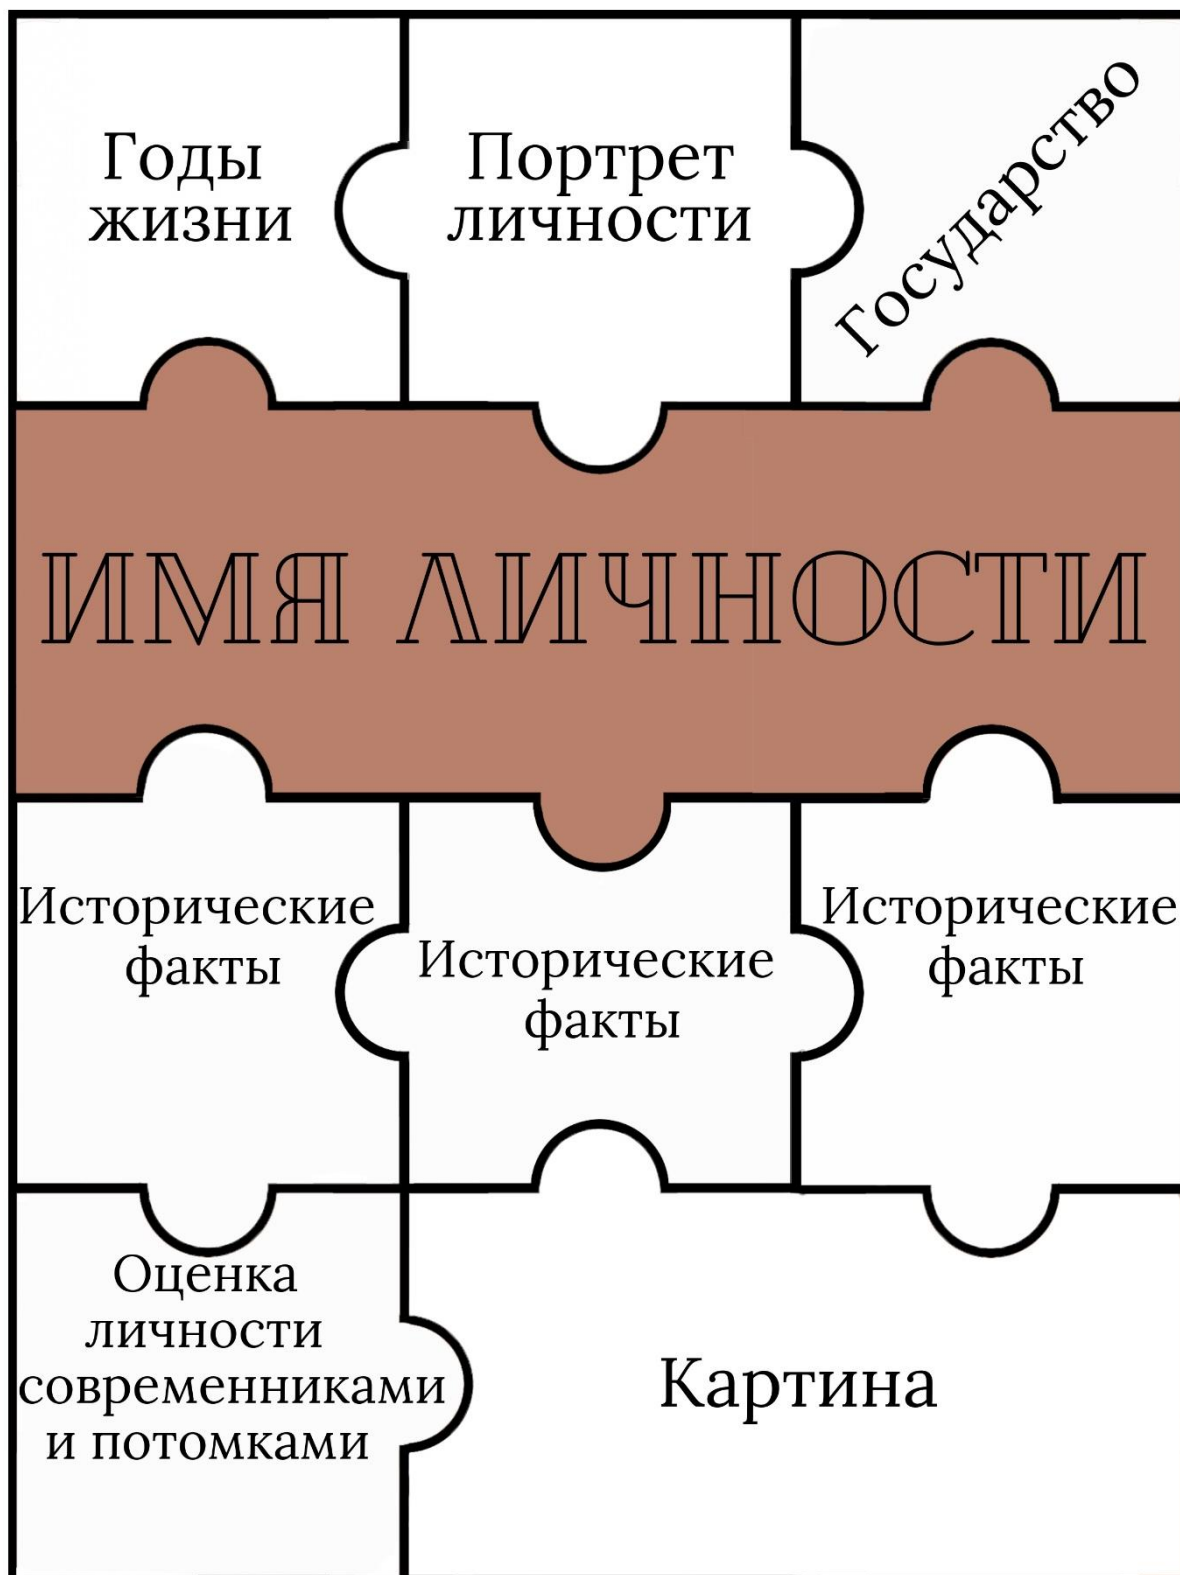 Годы
жизни
Портрет
личности
Государство
ИМЯ ЛИЧНОСТИ
Исторические
факты
Исторические
факты
Исторические
факты
Оценка
личности
современниками
и потомками
Картина